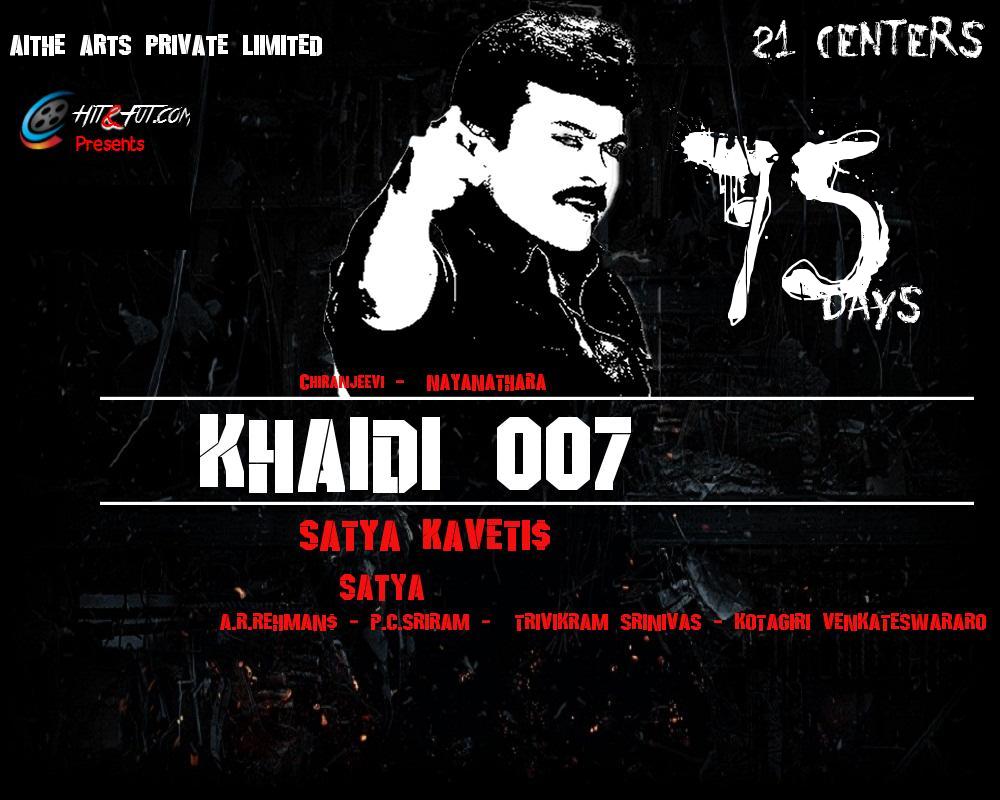 AITHE ARTS PRIVATE LIIMITED
21 CENTERS
HIT&FUT.COM
Presents
75
DAYS
CHIRANJEEVI - NAYANATHARA
KHAIDI 007
SATYA KAVETI$
SATYA
A.R.REHMAN$ - P.C.SRIRAM - TRIVIKRAM SRINIVAS - KOTAGIRI VENKATESWARARO